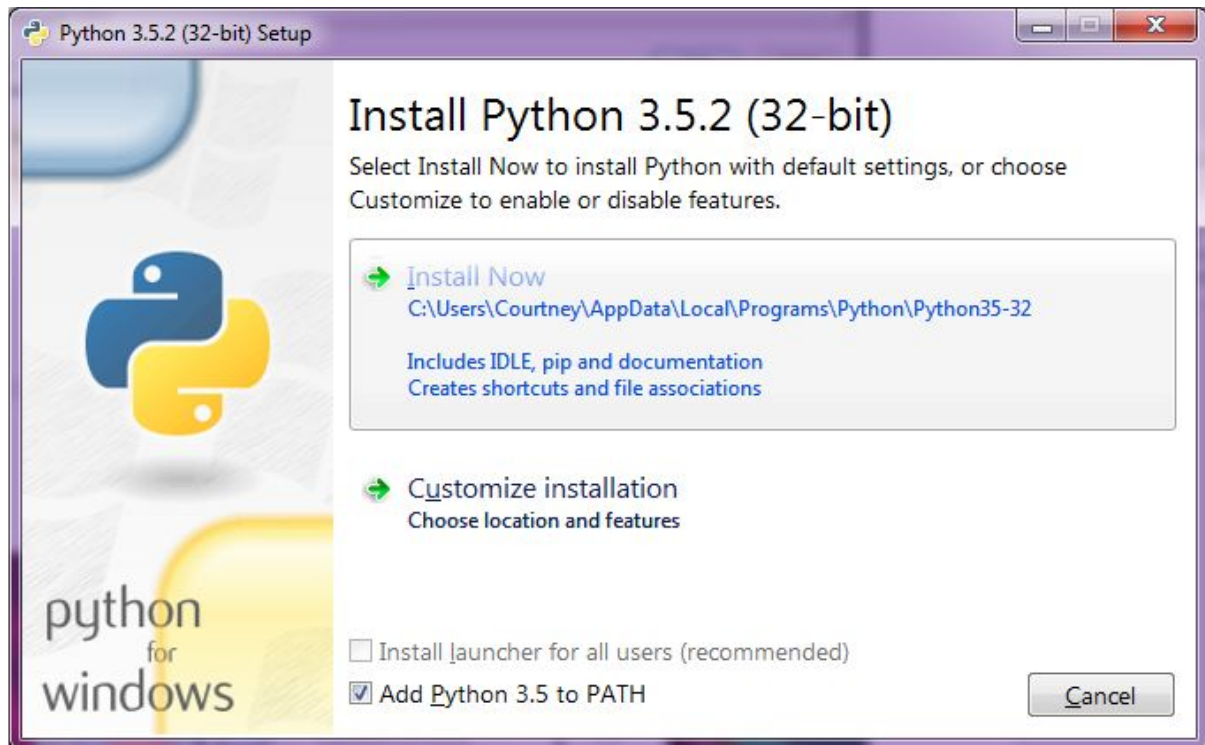 Python 3.5.2 (32-bit) Setup
Install Python 3.5.2 (32-bit)
Select Install Now to install Python with default settings, or choose
Customize to enable or disable features.
Install Now
C:\Users\Courtney\AppData\Local\Programs\Python\Python35-32
Includes IDLE, pip and documentation
Creates shortcuts and file associations
Customize installation
Choose location and features
python
for
windows
Install launcher for all users (recommended)
Add Python 3.5 to PATH
Cancel